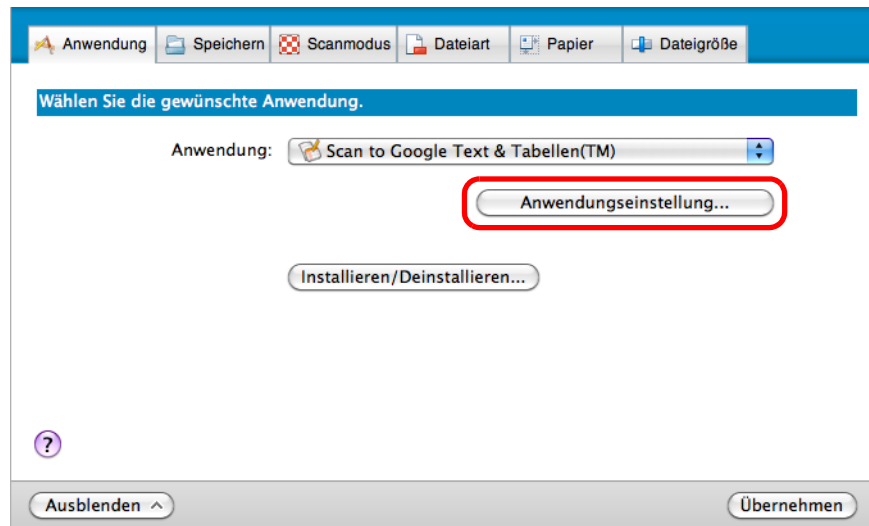 Anwendung Speichern Scanmodus Dateiart Papier Dateigröße
Wählen Sie die gewünschte Anwendung.
Anwendung: Scan to Google Text & Tabellen(TM)
Anwendungseinstellung...
Installieren/Deinstallieren...
?
Ausblenden Übernehmen